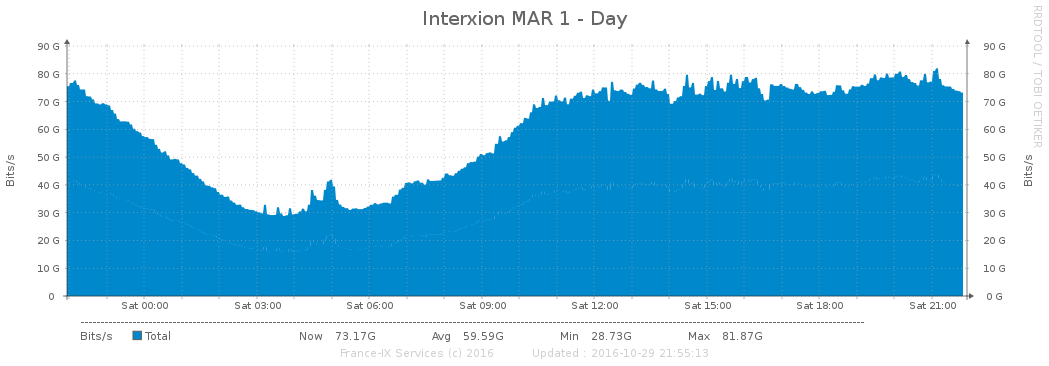 Interxion MAR 1 - Day
RRDTOOL / TOBI OETIKER
Bits/s
90 G 90 G
80 G 80 G
70 G 70 G
60 G 60 G
50 G 50 G
40 G 40 G
30 G 30 G
20 G 20 G
10 G 10 G
0 0 G
Bits/s
Sat 00:00 Sat 03:00 Sat 06:00 Sat 09:00 Sat 12:00 Sat 15:00 Sat 18:00 Sat 21:00
Bits/s Total Now 73.17G Avg 59.59G Min 28.73G Max 81.87G
France-IX Services (c) 2016 Updated : 2016-10-29 21:55:13